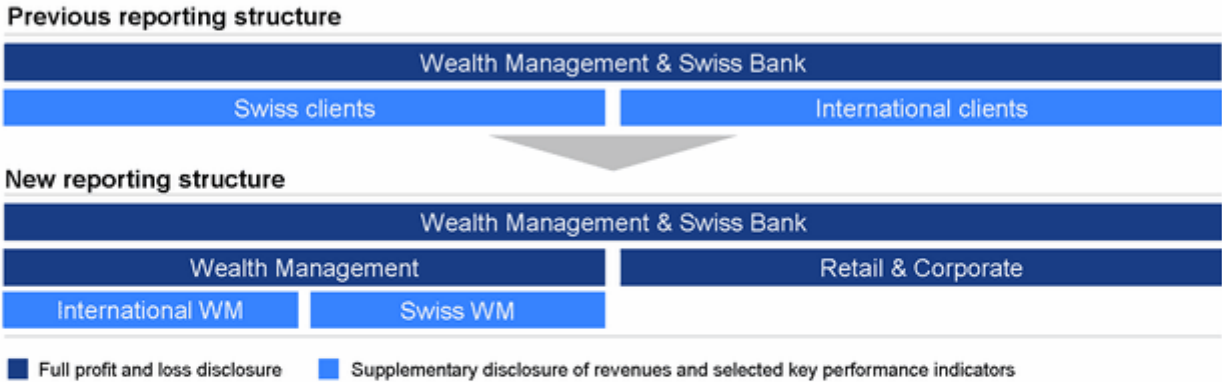 Previous reporting structure
Wealth Management & Swiss Bank
Swiss clients International clients
New reporting structure
Wealth Management & Swiss Bank
Wealth Management Retail & Corporate
International WM Swiss WM
Full profit and loss disclosure Supplementary disclosure of revenues and selected key performance indicators